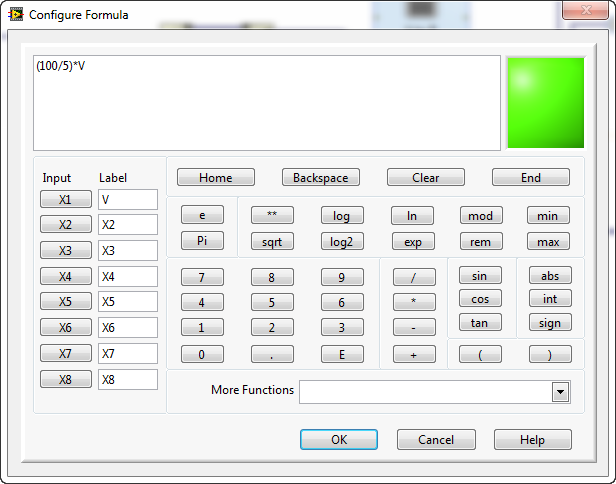 Configure Formula
(100/5)*V
Input Label
Home Backspace Clear End
X1 V
X2 X2
X3 X3
X4 X4
X5 X5
X6 X6
X7 X7
X8 X8
e ** log ln mod min
Pi sqrt log2 exp rem max
7 8 9 / sin abs
4 5 6 * cos int
1 2 3 - tan sign
0 . E + ( )
More Functions
OK Cancel Help